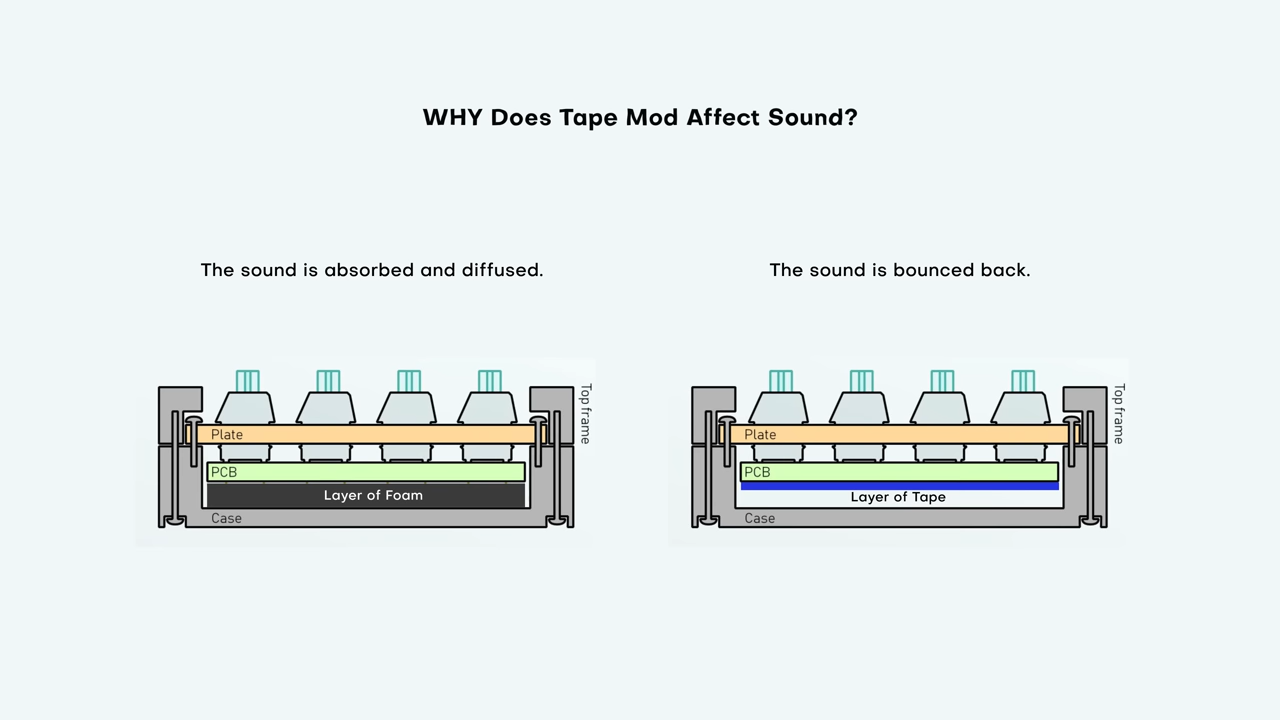 WHY Does Tape Mod Affect Sound?
The sound is absorbed and diffused.
The sound is bounced back.
Top frame
Plate
PCB
Layer of Foam
Case
Top frame
Plate
PCB
Layer of Tape
Case